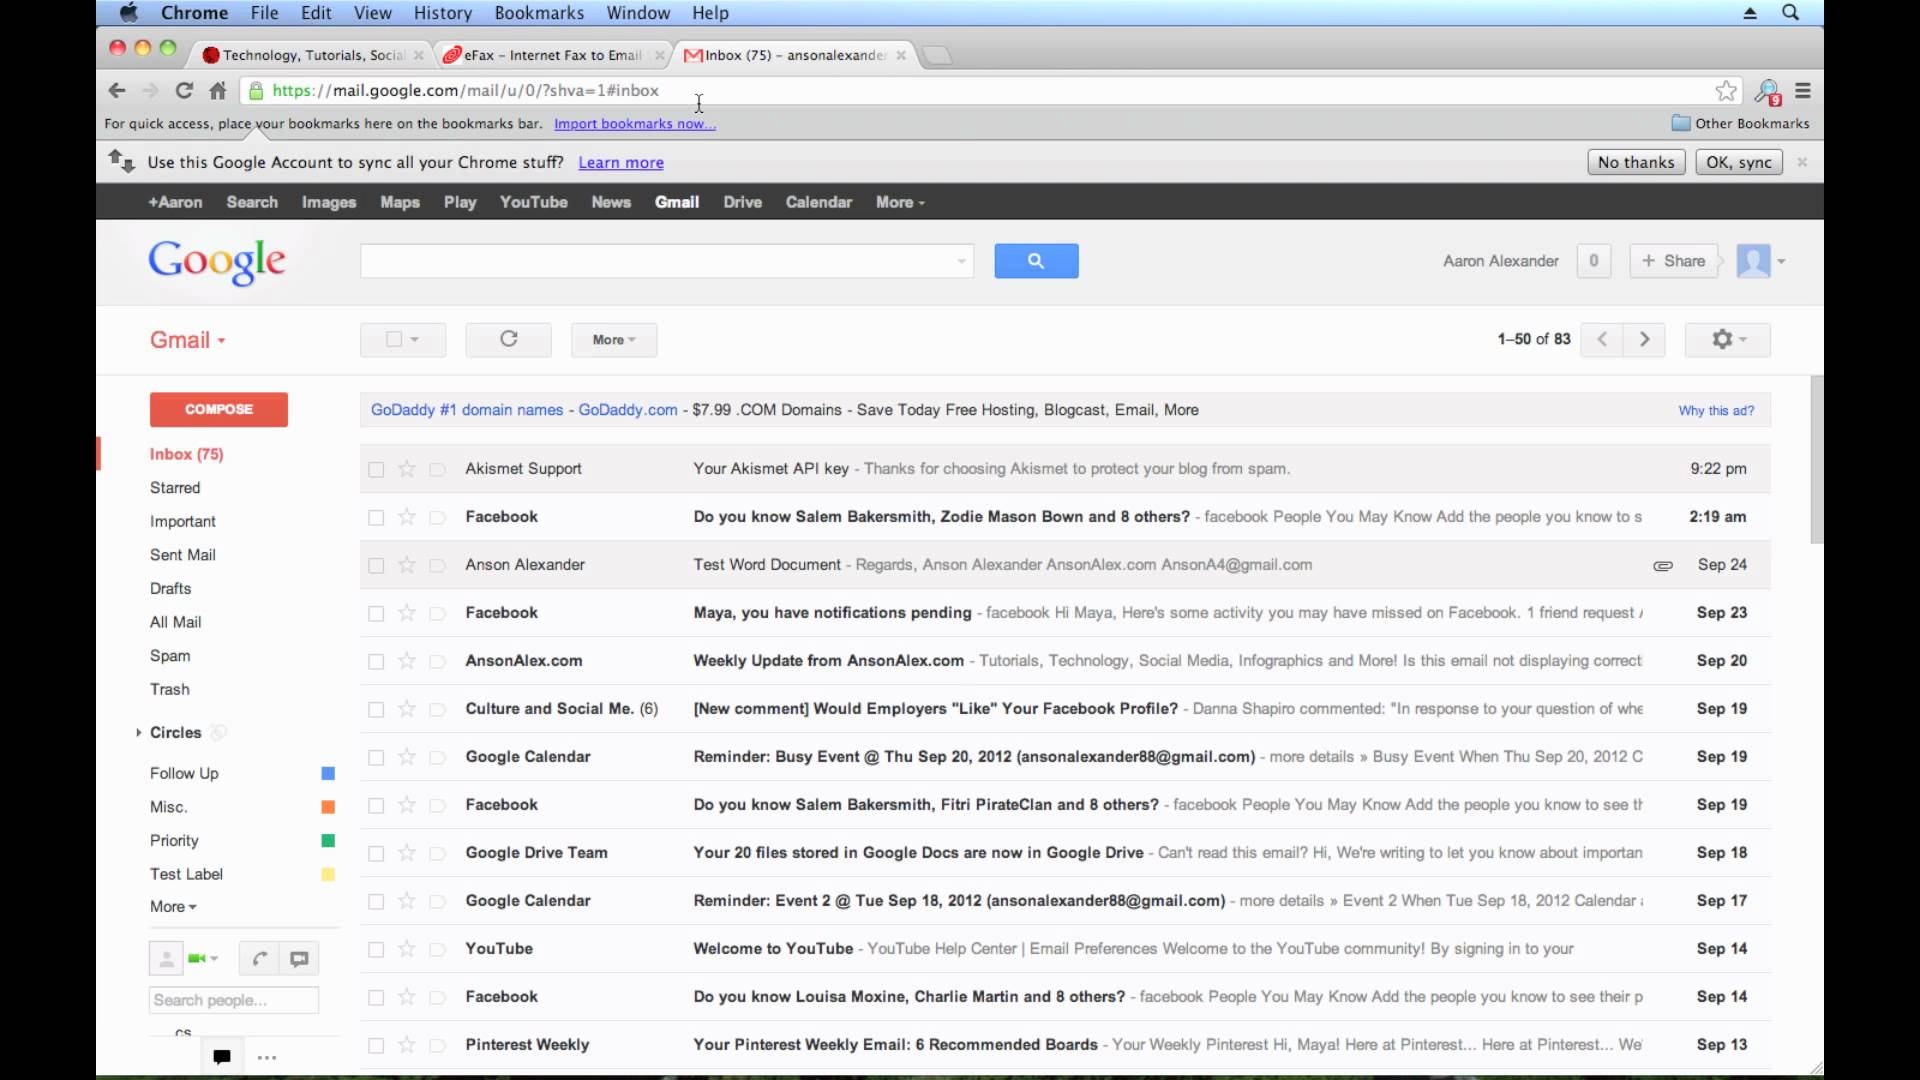 Chrome File Edit View History Bookmarks Window Help
Technology, Tutorials, Socia eFax – Internet Fax to Email Inbox (75) – ansonalexander
https://mail.google.com/mail/u/0/?shva=1#inbox 9
For quick access, place your bookmarks here on the bookmarks bar. Import bookmarks now... Other Bookmarks
Use this Google Account to sync all your Chrome stuff? Learn more No thanks OK, sync
+Aaron Search Images Maps Play YouTube News Gmail Drive Calendar More
Google Aaron Alexander 0 + Share
Gmail More 1–50 of 83
COMPOSE
Inbox (75)
Starred
Important
Sent Mail
Drafts
All Mail
Spam
Trash
Circles
Follow Up
Misc.
Priority
Test Label
More
Search people...
GoDaddy #1 domain names - GoDaddy.com - $7.99 .COM Domains - Save Today Free Hosting, Blogcast, Email, More Why this ad?
Akismet Support Your Akismet API key - Thanks for choosing Akismet to protect your blog from spam. 9:22 pm
Facebook Do you know Salem Bakersmith, Zodie Mason Bown and 8 others? - facebook People You May Know Add the people you know to s 2:19 am
Anson Alexander Test Word Document - Regards, Anson Alexander AnsonAlex.com AnsonA4@gmail.com Sep 24
Facebook Maya, you have notifications pending - facebook Hi Maya, Here's some activity you may have missed on Facebook. 1 friend request Sep 23
AnsonAlex.com Weekly Update from AnsonAlex.com - Tutorials, Technology, Social Media, Infographics and More! Is this email not displaying correct Sep 20
Culture and Social Me. (6) [New comment] Would Employers "Like" Your Facebook Profile? - Danna Shapiro commented: "In response to your question of whe Sep 19
Google Calendar Reminder: Busy Event @ Thu Sep 20, 2012 (ansonalexander88@gmail.com) - more details » Busy Event When Thu Sep 20, 2012 C Sep 19
Facebook Do you know Salem Bakersmith, Fitri PirateClan and 8 others? - facebook People You May Know Add the people you know to see th Sep 19
Google Drive Team Your 20 files stored in Google Docs are now in Google Drive - Can't read this email? Hi, We're writing to let you know about importan Sep 18
Google Calendar Reminder: Event 2 @ Tue Sep 18, 2012 (ansonalexander88@gmail.com) - more details » Event 2 When Tue Sep 18, 2012 Calendar Sep 17
YouTube Welcome to YouTube - YouTube Help Center | Email Preferences Welcome to the YouTube community! By signing in to your Sep 14
Facebook Do you know Louisa Moxine, Charlie Martin and 8 others? - facebook People You May Know Add the people you know to see their p Sep 14
Pinterest Weekly Your Pinterest Weekly Email: 6 Recommended Boards - Your Weekly Pinterest Hi, Maya! Here at Pinterest... Here at Pinterest... We' Sep 13